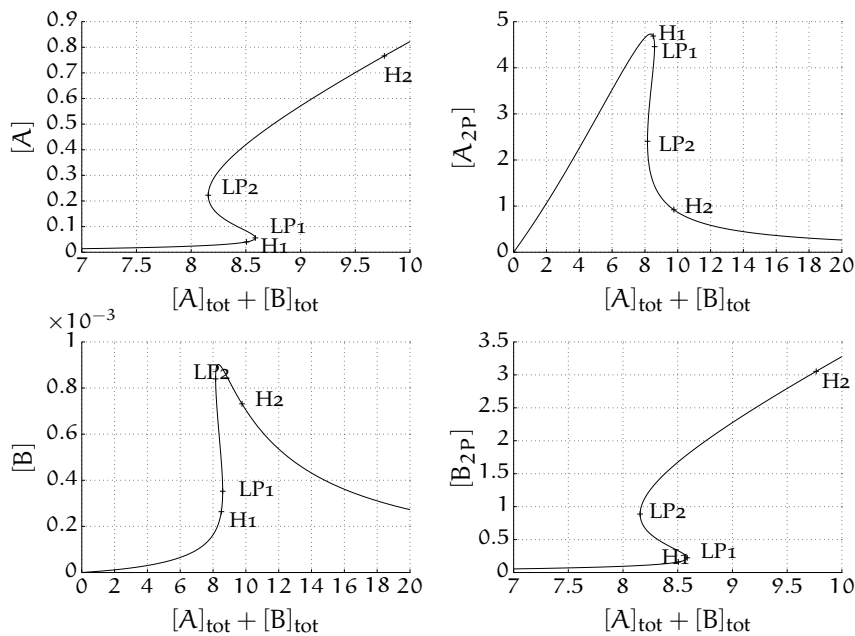 [A]
0.9
0.8
0.7
0.6
0.5
0.4
0.3
0.2
0.1
0
H2
LP2
LP1
H1
7 7.5 8 8.5 9 9.5 10
[A]tot + [B]tot
[A2P]
5
4
3
2
1
0
H1
LP1
LP2
H2
0 2 4 6 8 10 12 14 16 18 20
[A]tot + [B]tot
×10−3
[B]
1
0.8
0.6
0.4
0.2
0
LP2
H2
LP1
H1
0 2 4 6 8 10 12 14 16 18 20
[A]tot + [B]tot
[B2P]
3.5
3
2.5
2
1.5
1
0.5
0
H2
LP2
LP1
H1
7 7.5 8 8.5 9 9.5 10
[A]tot + [B]tot